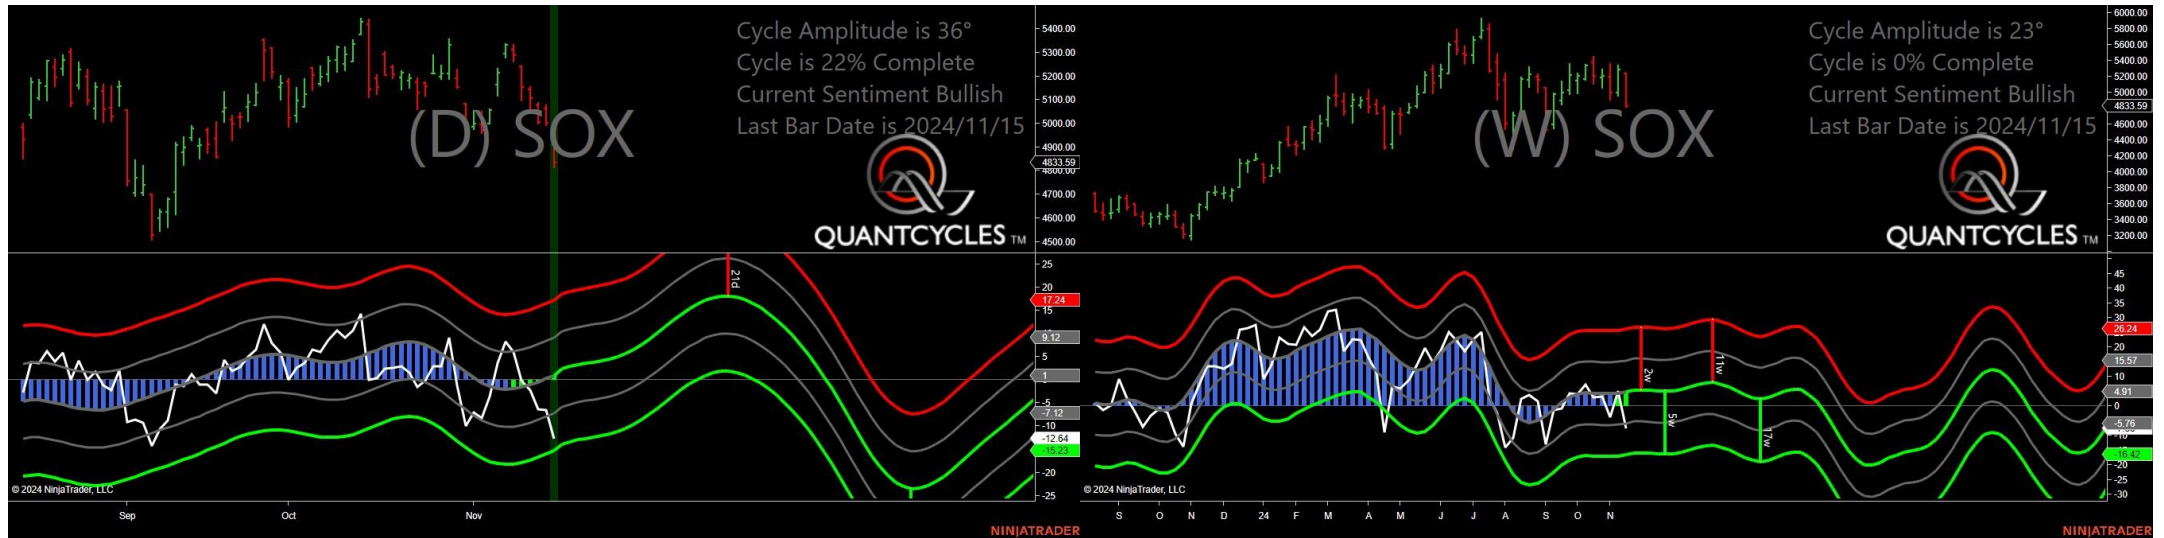 Cycle Amplitude is 36°
Cycle is 22% Complete
Current Sentiment Bullish
Last Bar Date is 2024/11/15
(D) SOX
QUANTCYCLES TM
5400.00
5200.00
5100.00
5000.00
4900.00
4833.59
4800.00
4700.00
4600.00
4500.00
21d
25
20
17.24
15
9.12
5
1
-5
-7.12
-10
-12.64
-15.23
-20
-25
© 2024 NinjaTrader, LLC
Sep
Oct
Nov
NINJATRADER
Cycle Amplitude is 23°
Cycle is 0% Complete
Current Sentiment Bullish
Last Bar Date is 2024/11/15
(W) SOX
QUANTCYCLES TM
6000.00
5800.00
5600.00
5400.00
5200.00
5000.00
4833.59
4600.00
4400.00
4200.00
4000.00
3800.00
3600.00
3400.00
3200.00
2w
5w
11w
17w
45
40
35
30
26.24
20
15.57
10
4.91
0
-5.76
-10
-16.42
-20
-25
-30
© 2024 NinjaTrader, LLC
S O N D 24 F M A M J J A S O N
NINJATRADER